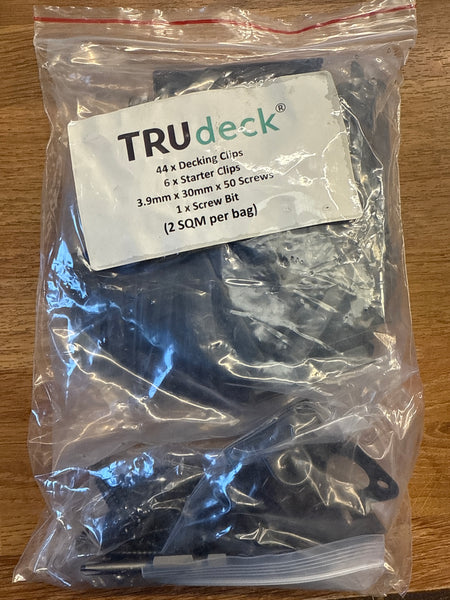 TRUdeck®
44 x Decking Clips
6 x Starter Clips
3.9mm x 30mm x 50 Screws
1 x Screw Bit
(2 SQM per bag)